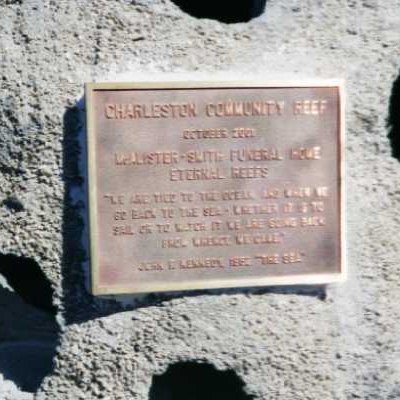 CHARLESTON COMMUNITY REEF
OCTOBER 2001
MCALISTER-SMITH FUNERAL HOME
ETERNAL REEFS
"WE ARE TIED TO THE OCEAN. AND WHEN WE
GO BACK TO THE SEA - WHETHER IT IS TO
SAIL OR TO WATCH IT WE ARE GOING BACK
FROM WHENCE WE CAME."
JOHN F. KENNEDY, 1962 "THE SEA"